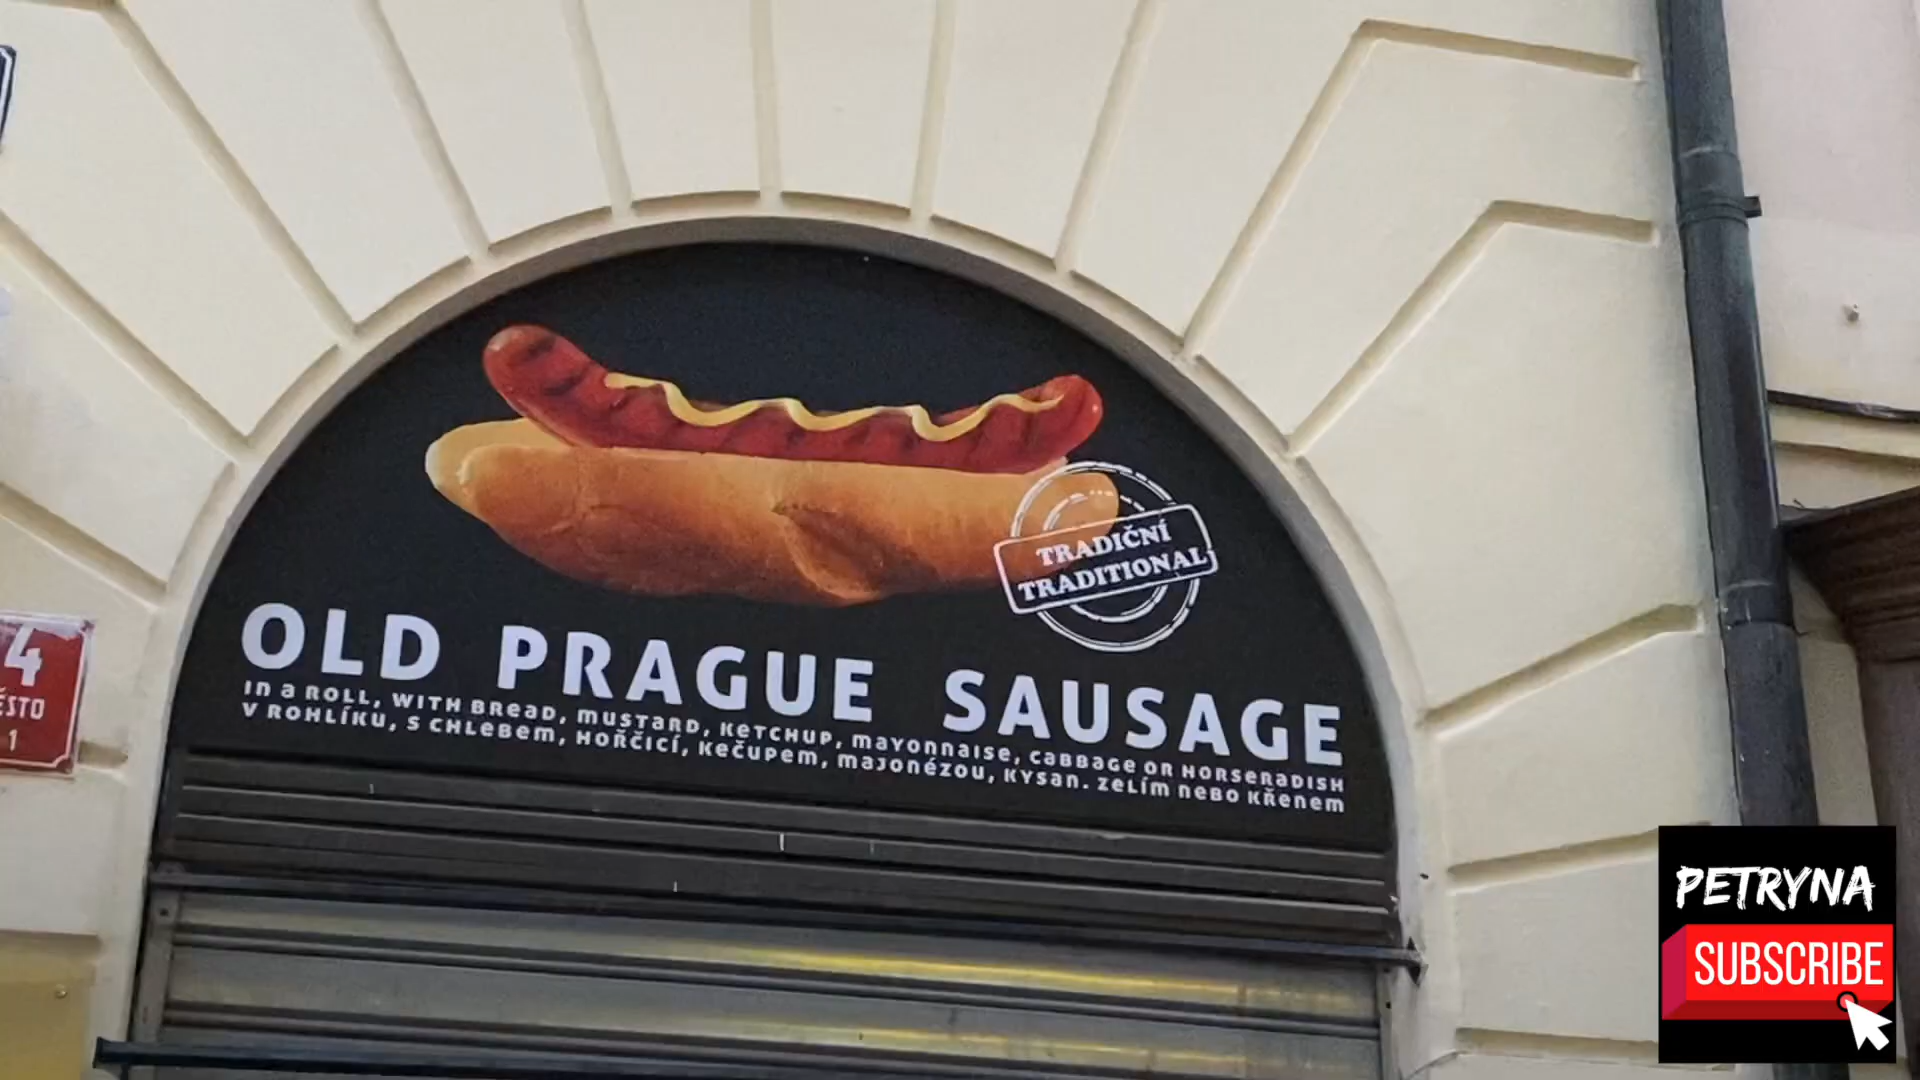 TRADIČNÍ
TRADITIONAL
OLD PRAGUE SAUSAGE
In a ROLL, WITH BREAD, MUSTARD, KETCHUP, MAYONNAISE, CABBAGE OR HORSERADISH
V ROHLÍKU, S CHLEBEM, HOŘČICÍ, KEČUPEM, MAJONÉZOU, KYSAN. ZELÍM NEBO KŘENEM
4
1
PETRYNA
SUBSCRIBE